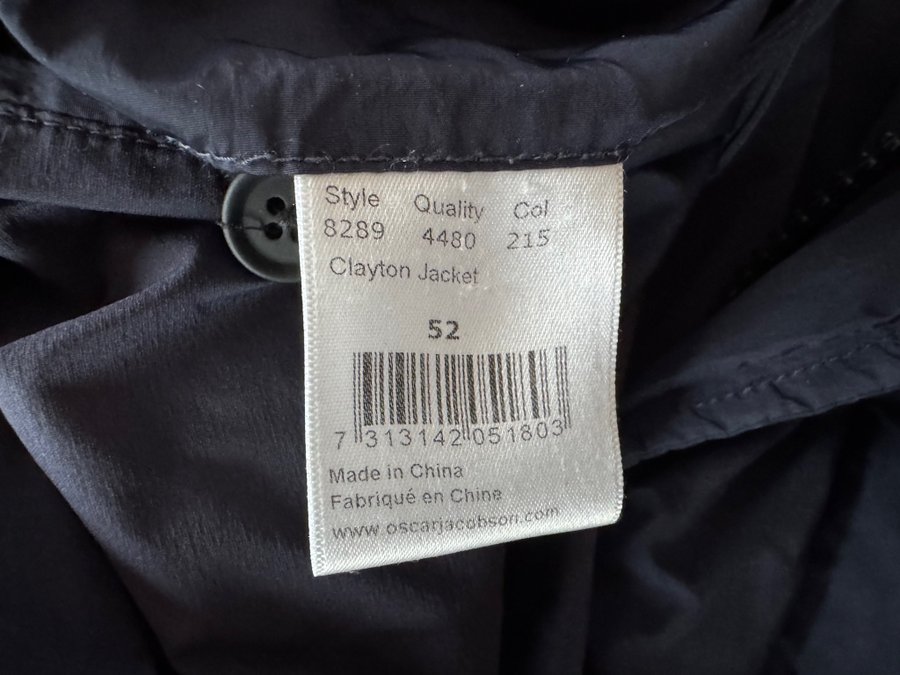 Style Quality Col
8289 4480 215
Clayton Jacket
52
7 313142 051803
Made in China
Fabriqué en Chine
www.oscarjacobson.com